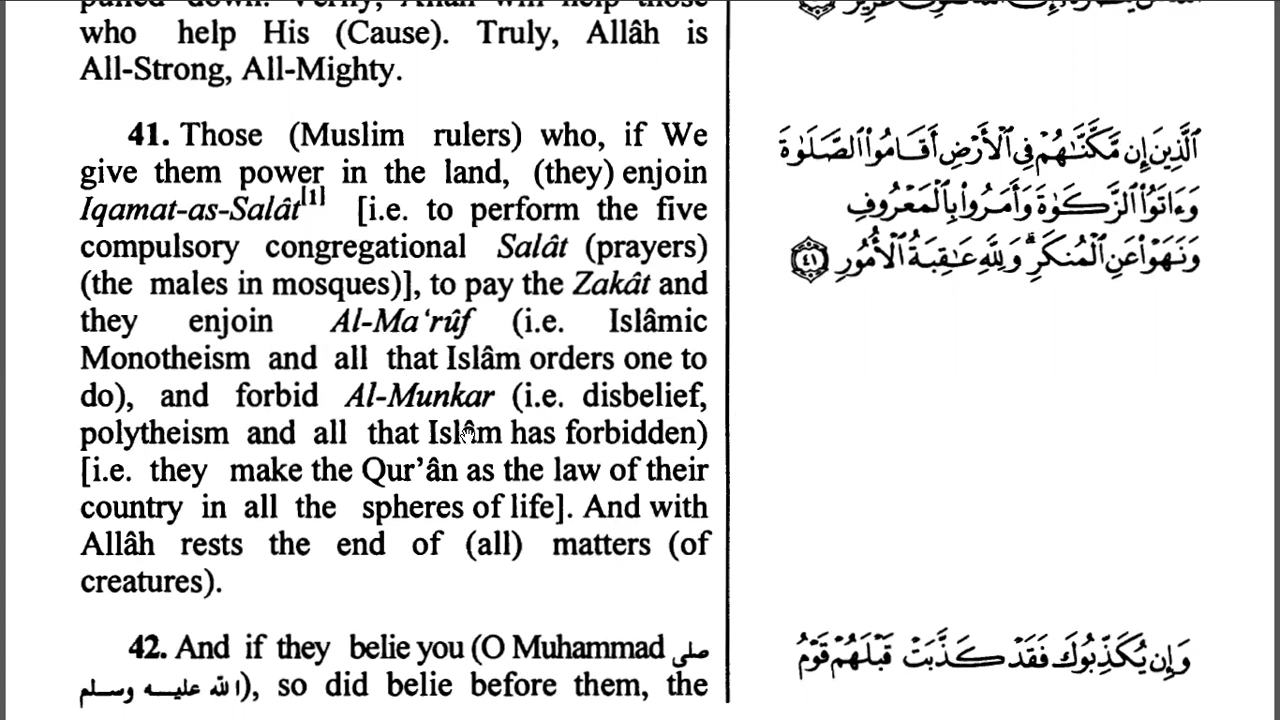 who help His (Cause). Truly, Allâh is
All-Strong, All-Mighty.
41. Those (Muslim rulers) who, if We
give them power in the land, (they) enjoin
Iqamat-as-Salât[1] [i.e. to perform the five
compulsory congregational Salât (prayers)
(the males in mosques)], to pay the Zakât and
they enjoin Al-Ma‘rûf (i.e. Islâmic
Monotheism and all that Islâm orders one to
do), and forbid Al-Munkar (i.e. disbelief,
polytheism and all that Islâm has forbidden)
[i.e. they make the Qur’ân as the law of their
country in all the spheres of life]. And with
Allâh rests the end of (all) matters (of
creatures).
42. And if they belie you (O Muhammad صلى
الله عليه وسلم), so did belie before them, the
ٱلَّذِينَ إِن مَّكَّنَّـٰهُمْ فِى ٱلْأَرْضِ أَقَامُوا۟ ٱلصَّلَوٰةَ
وَءَاتَوُا۟ ٱلزَّكَوٰةَ وَأَمَرُوا۟ بِٱلْمَعْرُوفِ
وَنَهَوْا۟ عَنِ ٱلْمُنكَرِ ۗ وَلِلَّهِ عَـٰقِبَةُ ٱلْأُمُورِ ٤١
وَإِن يُكَذِّبُوكَ فَقَدْ كَذَّبَتْ قَبْلَهُمْ قَوْمُ